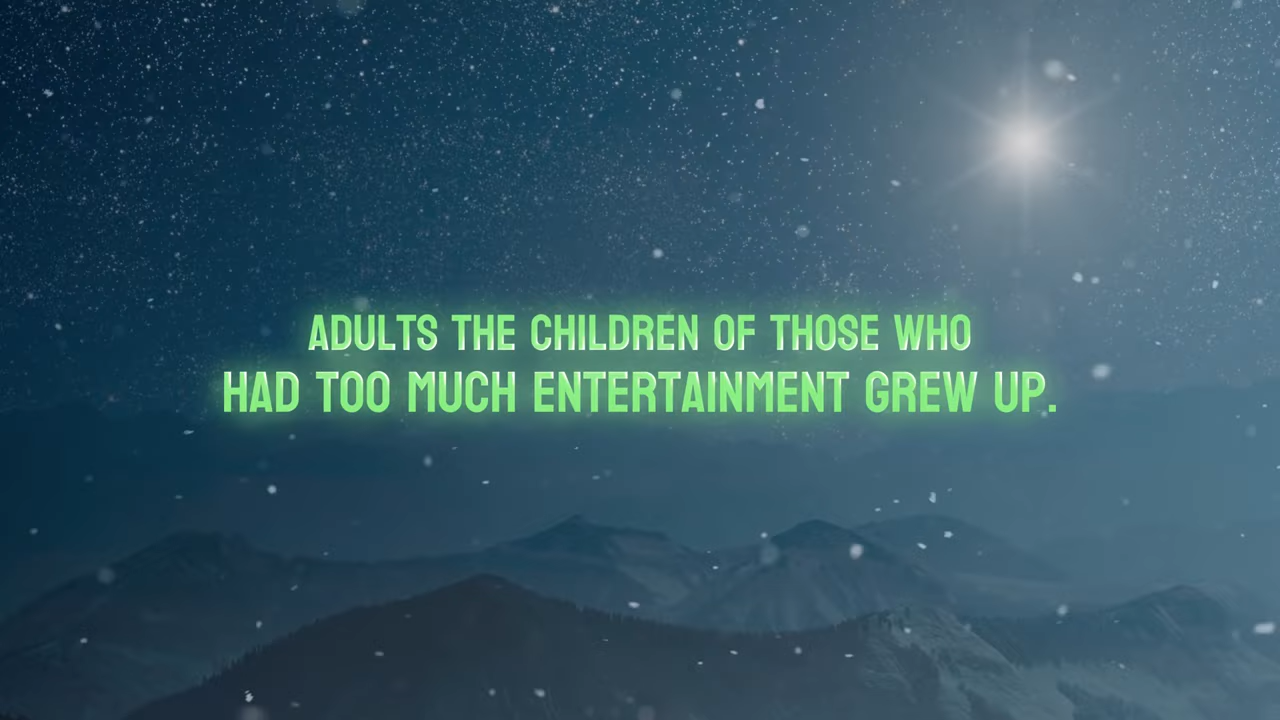 ADULTS THE CHILDREN OF THOSE WHO
HAD TOO MUCH ENTERTAINMENT GREW UP.